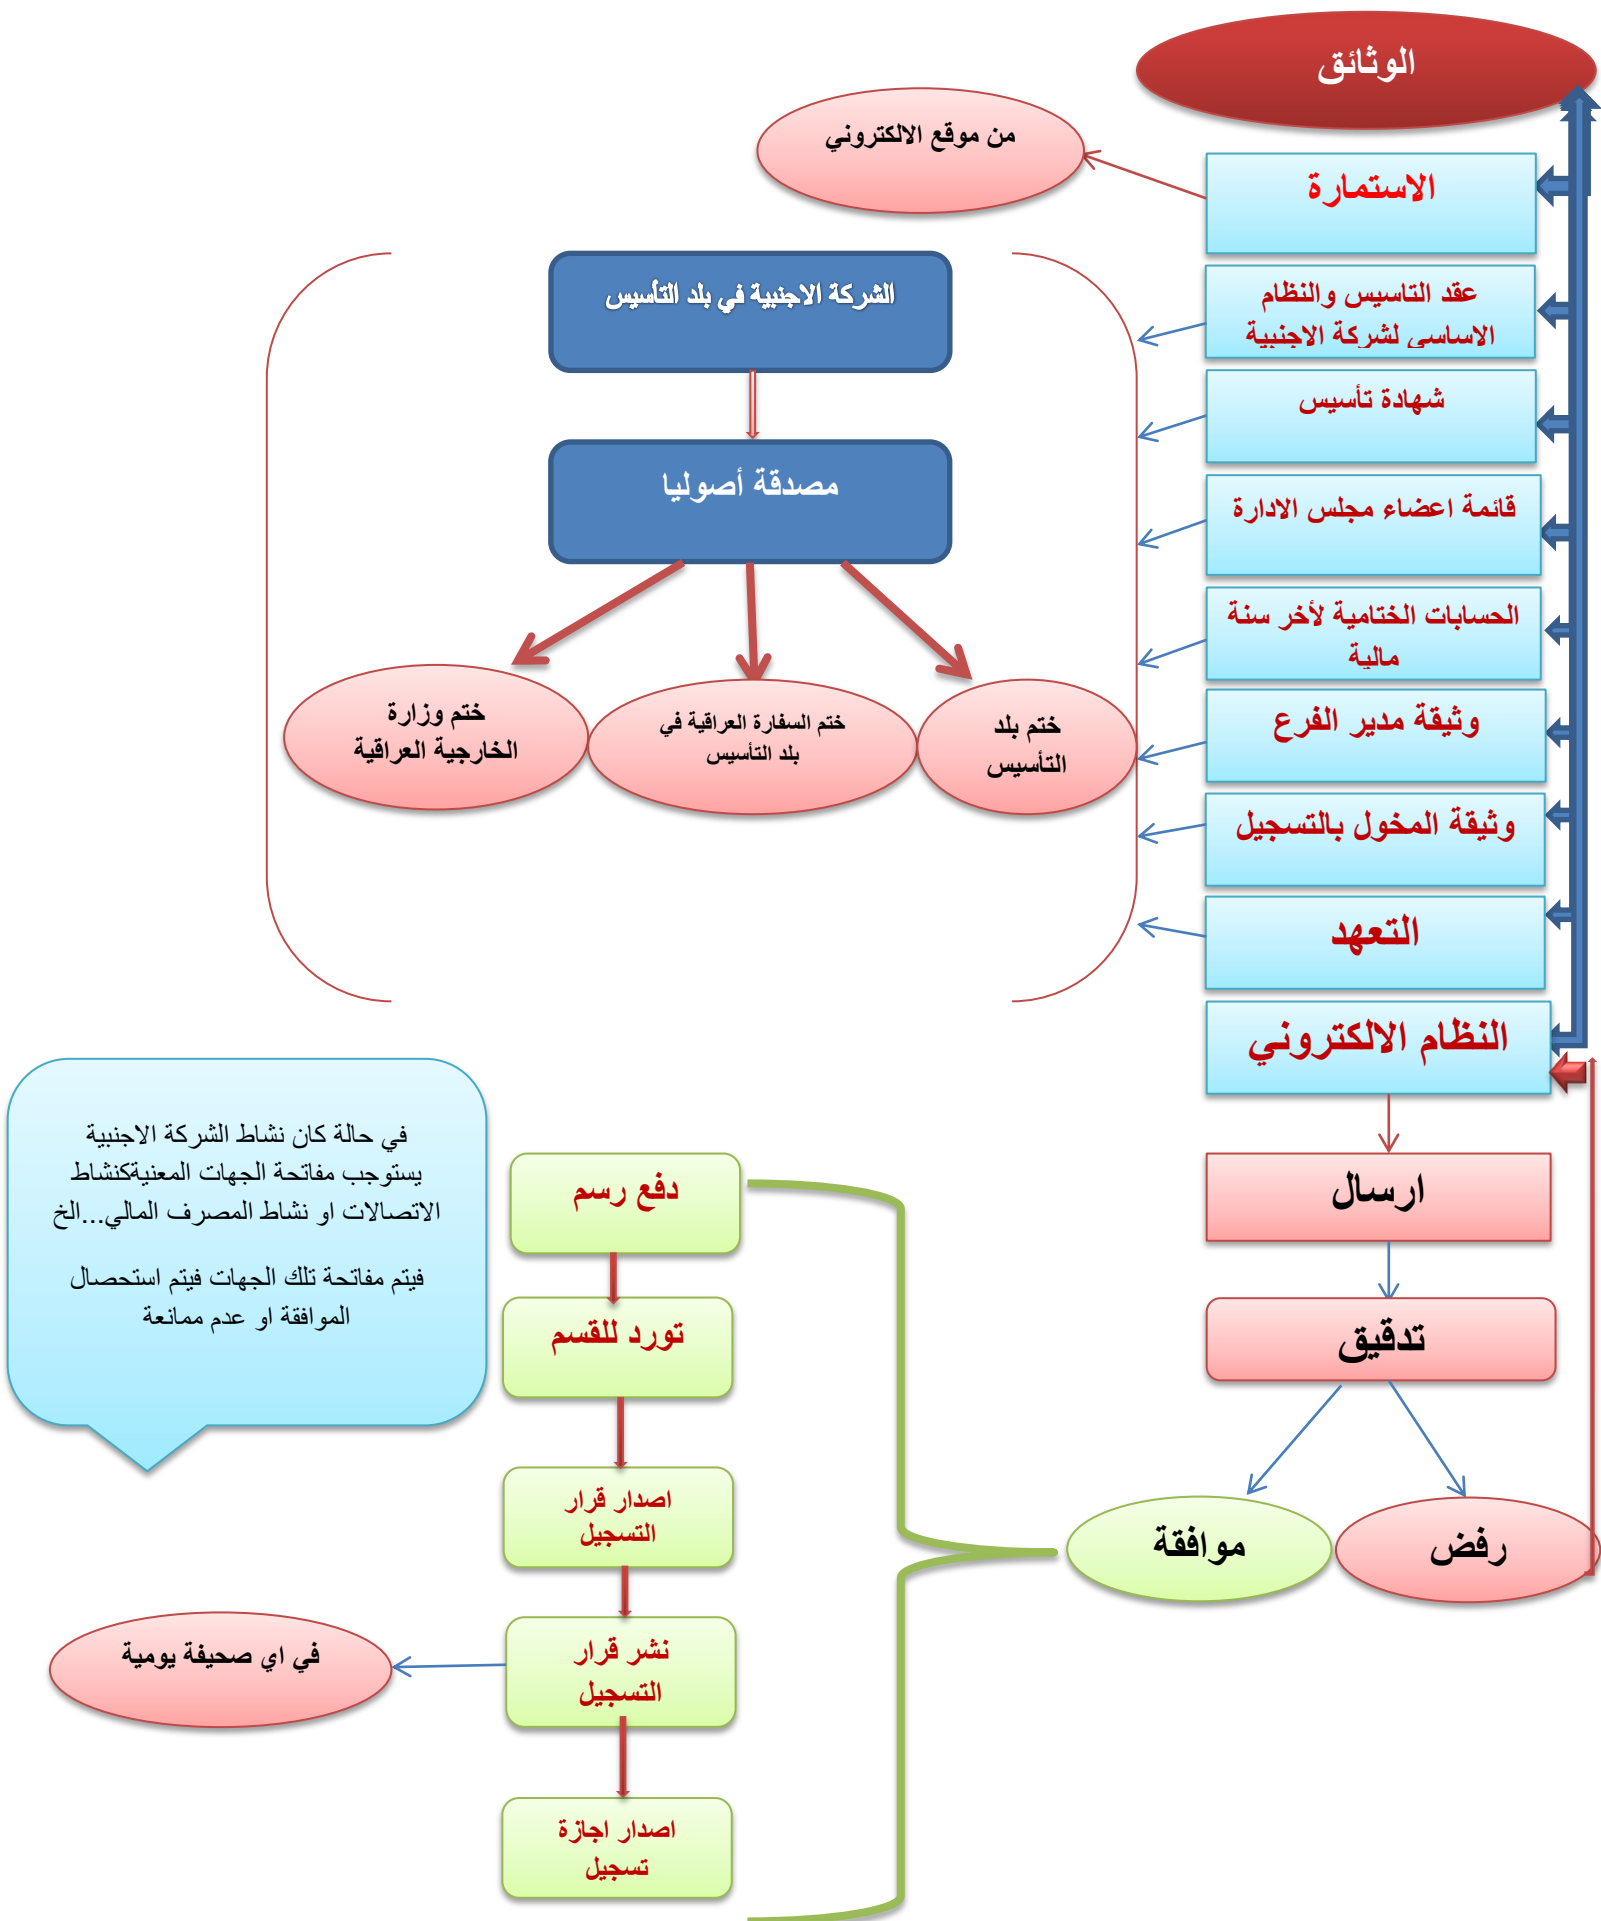 الوثائق
من موقع الالكتروني
الاستمارة
عقد التاسيس والنظام
الاساسي لشركة الاجنبية
شهادة تأسيس
قائمة اعضاء مجلس الادارة
الحسابات الختامية لأخر سنة
مالية
وثيقة مدير الفرع
وثيقة المخول بالتسجيل
التعهد
النظام الالكتروني
الشركة الاجنبية في بلد التأسيس
مصدقة أصوليا
ختم بلد
التأسيس
ختم السفارة العراقية في
بلد التأسيس
ختم وزارة
الخارجية العراقية
ارسال
تدقيق
رفض
موافقة
دفع رسم
تورد للقسم
اصدار قرار
التسجيل
نشر قرار
التسجيل
في اي صحيفة يومية
اصدار اجازة
تسجيل
في حالة كان نشاط الشركة الاجنبية
يستوجب مفاتحة الجهات المعنيةكنشاط
الاتصالات او نشاط المصرف المالي...الخ
فيتم مفاتحة تلك الجهات فيتم استحصال
الموافقة او عدم ممانعة